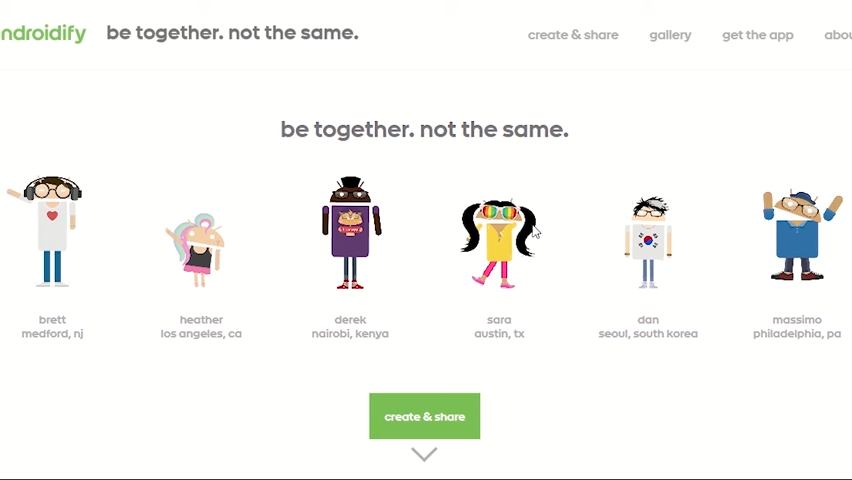 ndroidify be together. not the same. create & share gallery get the app abou
be together. not the same.
brett heather derek sara dan massimo
medford, nj los angeles, ca nairobi, kenya austin, tx seoul, south korea philadelphia, pa
create & share